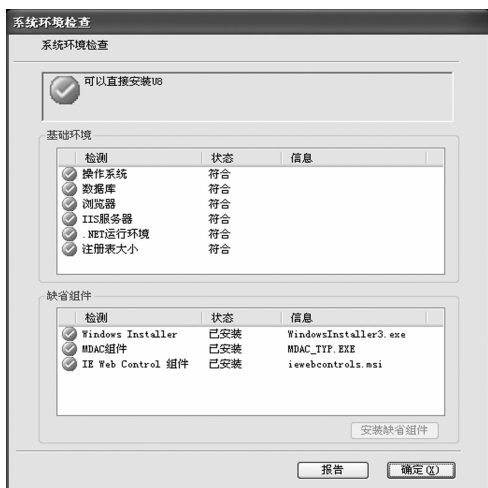 系统环境检查
系统环境检查
可以直接安装U8
基础环境
检测 状态 信息
操作系统 符合
数据库 符合
浏览器 符合
IIS服务器 符合
.NET运行环境 符合
注册表大小 符合
缺省组件
检测 状态 信息
Windows Installer 已安装 WindowsInstaller3.exe
MDAC组件 已安装 MDAC_TYP.EXE
IE Web Control 组件 已安装 iewebcontrols.msi
安装缺省组件
报告 确定(X)